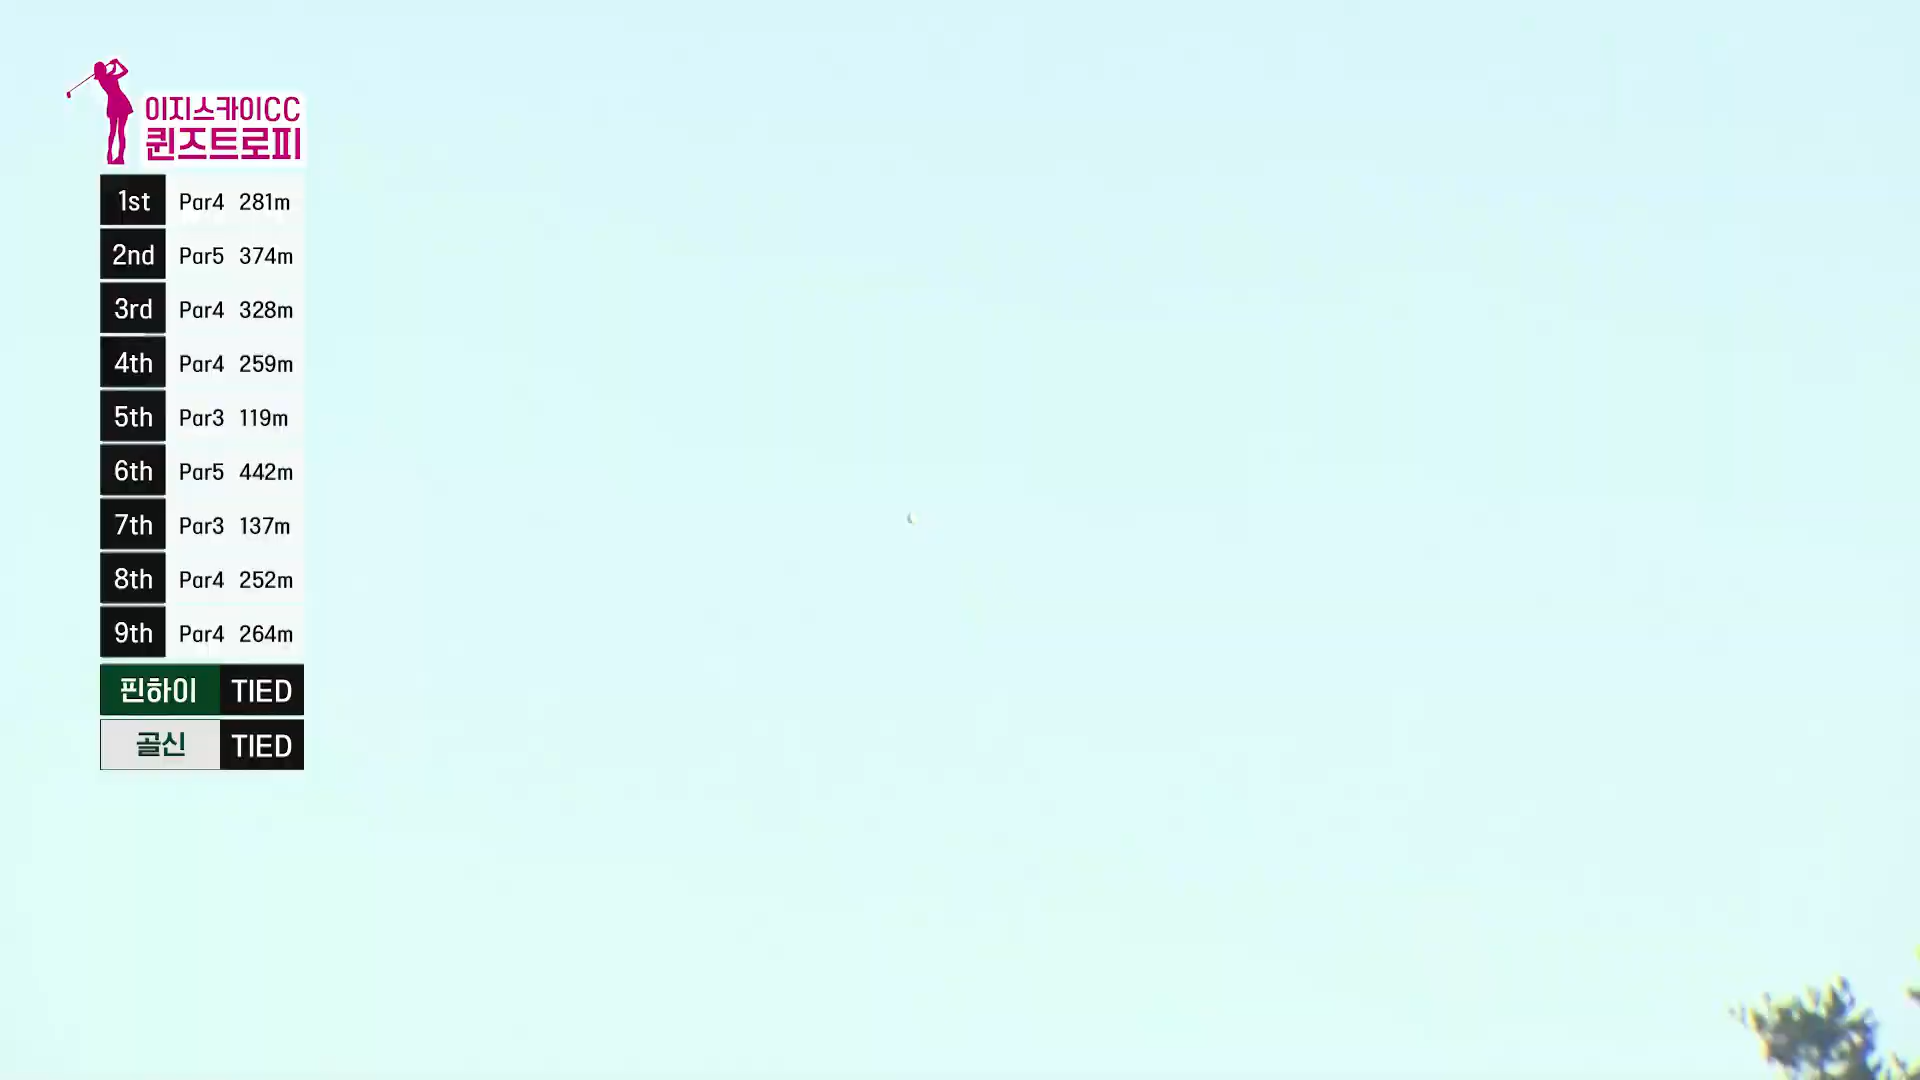 이지스카이CC
퀸즈트로피
1st Par4 281m
2nd Par5 374m
3rd Par4 328m
4th Par4 259m
5th Par3 119m
6th Par5 442m
7th Par3 137m
8th Par4 252m
9th Par4 264m
핀하이 TIED
골신 TIED